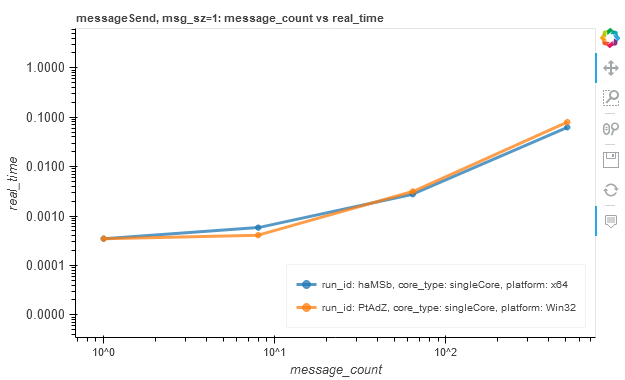 messageSend, msg_sz=1: message_count vs real_time
1.0000
0.1000
0.0100
0.0010
0.0001
0.0000
real_time
run_id: haMSb, core_type: singleCore, platform: x64
run_id: PtAdZ, core_type: singleCore, platform: Win32
10^0 10^1 10^2
message_count